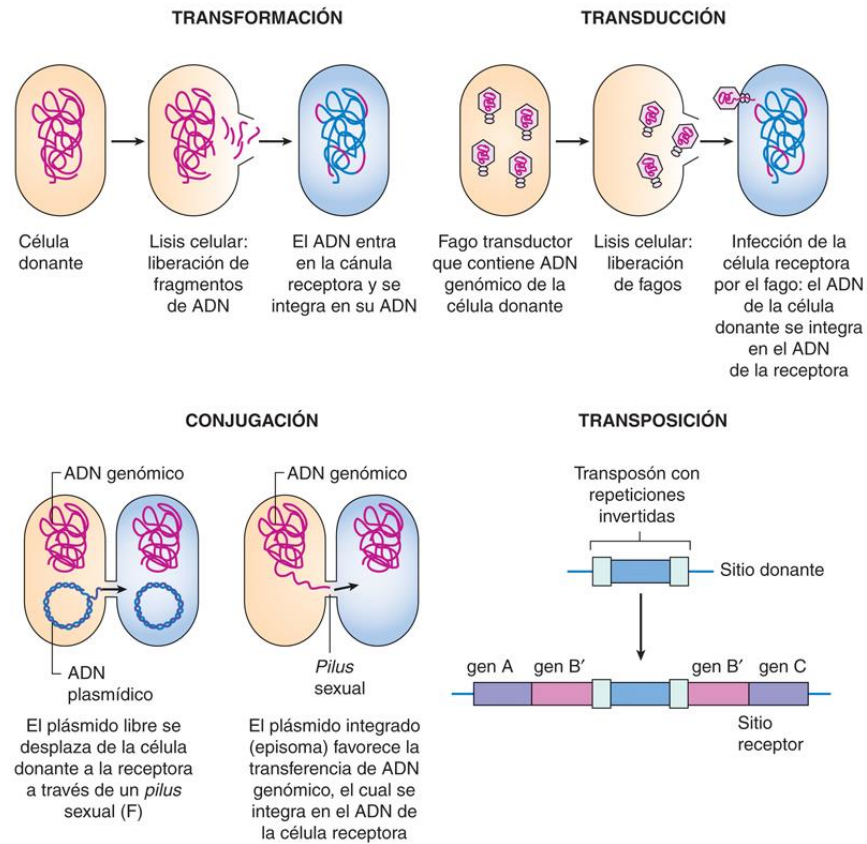 TRANSFORMACIÓN
Célula
donante
Lisis celular:
liberación de
fragmentos
de ADN
El ADN entra
en la cánula
receptora y se
integra en su ADN
TRANSDUCCIÓN
Fago transductor
que contiene ADN
genómico de la
célula donante
Lisis celular:
liberación
de fagos
Infección de la
célula receptora
por el fago: el ADN
de la célula
donante se integra
en el ADN
de la receptora
CONJUGACIÓN
ADN genómico
ADN
plasmídico
El plásmido libre se
desplaza de la célula
donante a la receptora
a través de un pilus
sexual (F)
ADN genómico
Pilus
sexual
El plásmido integrado
(episoma) favorece la
transferencia de ADN
genómico, el cual se
integra en el ADN de
la célula receptora
TRANSPOSICIÓN
Transposón con
repeticiones
invertidas
Sitio donante
gen A gen B′ gen B′ gen C
Sitio
receptor